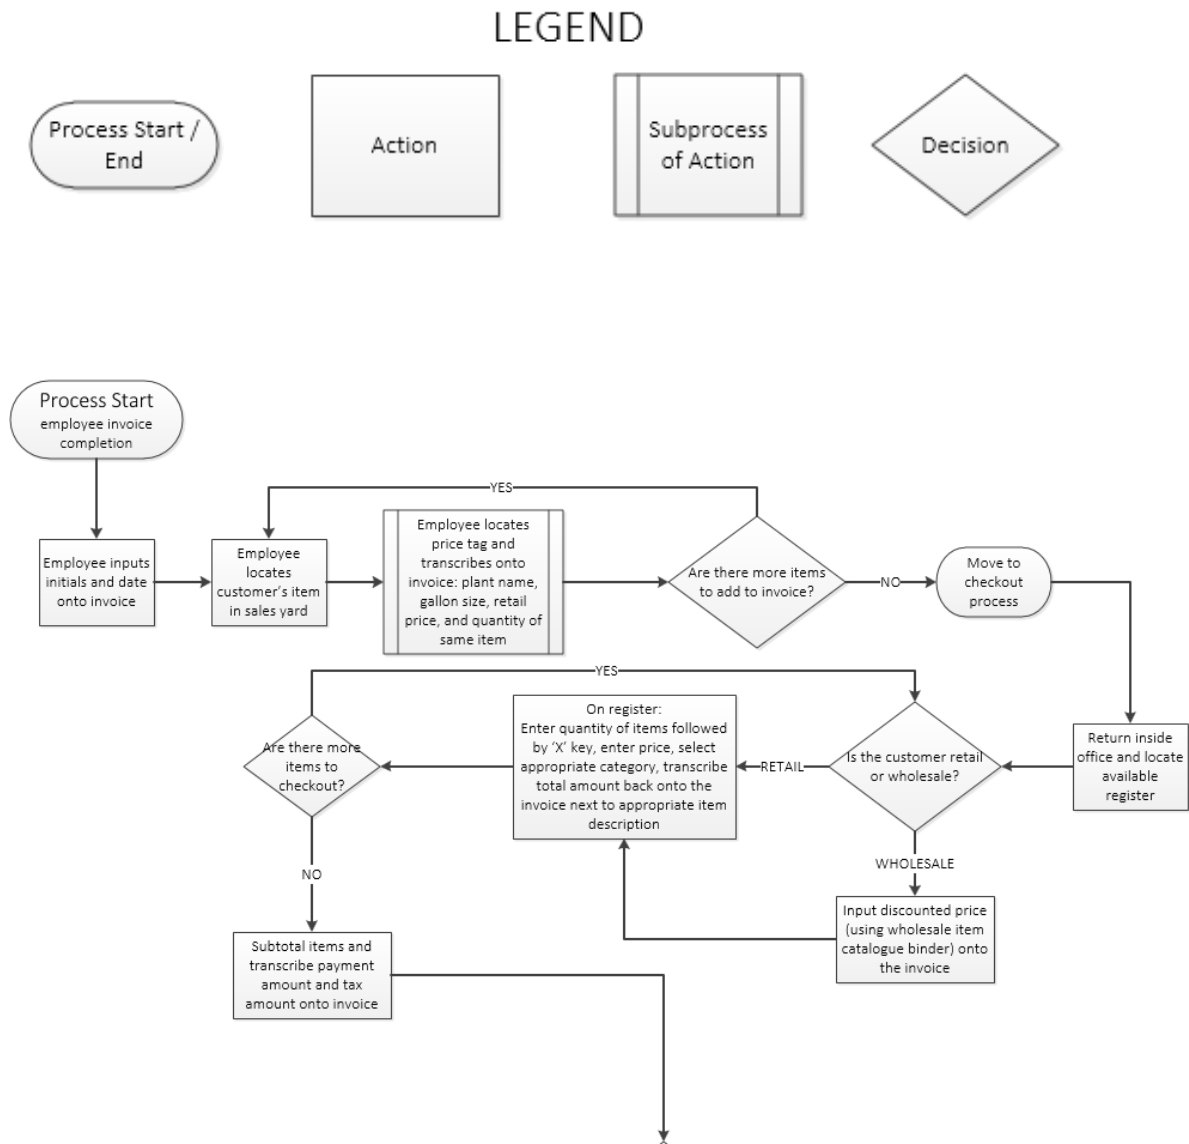 LEGEND
Process Start /
End
Action
Subprocess
of Action
Decision
Process Start
employee invoice
completion
YES
Employee inputs
initials and date
onto invoice
Employee
locates
customer's item
in sales yard
Employee locates
price tag and
transcribes onto
invoice: plant name,
gallon size, retail
price, and quantity of
same item
Are there more items
to add to invoice?
NO
Move to
checkout
process
YES
Return inside
office and locate
available
register
Is the customer retail
or wholesale?
RETAIL
On register:
Enter quantity of items followed
by 'X' key, enter price, select
appropriate category, transcribe
total amount back onto the
invoice next to appropriate item
description
Are there more
items to
checkout?
WHOLESALE
NO
Input discounted price
(using wholesale item
catalogue binder) onto
the invoice
Subtotal items and
transcribe payment
amount and tax
amount onto invoice